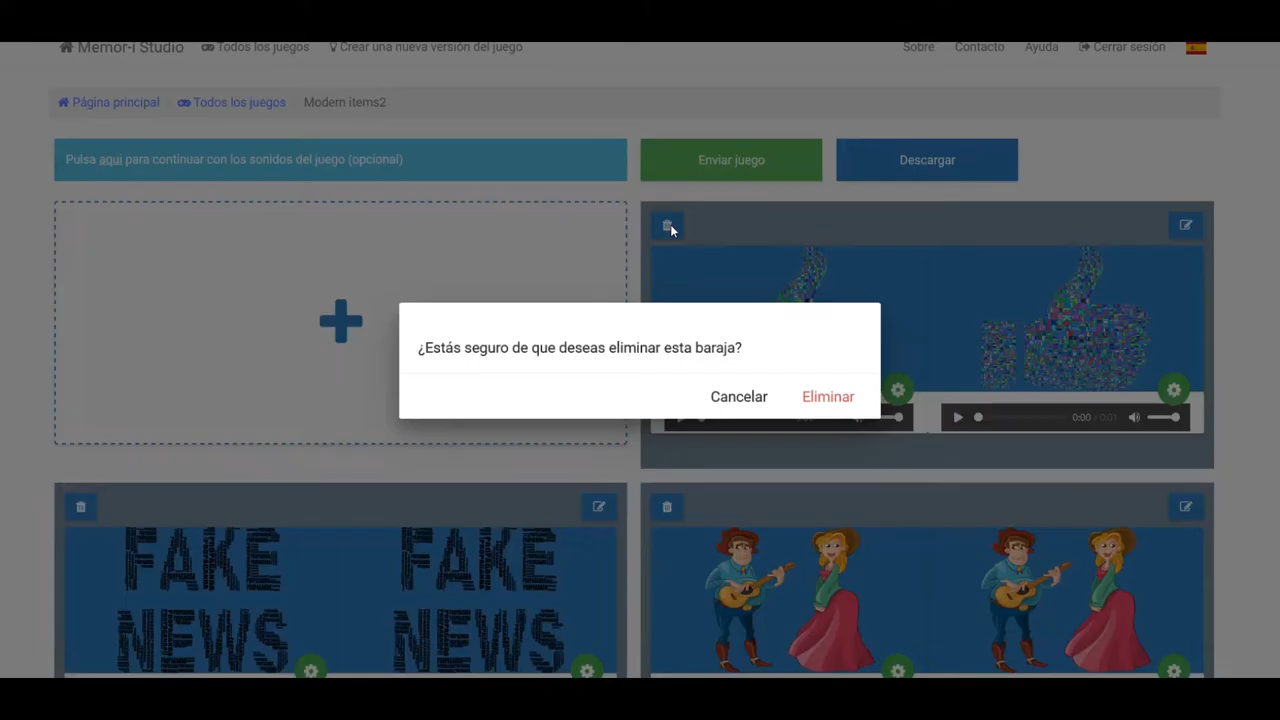 Memor-i Studio Todos los juegos Crear una nueva versión del juego Sobre Contacto Ayuda Cerrar sesión
Página principal / Todos los juegos / Modern items2
Pulsa aquí para continuar con los sonidos del juego (opcional) Enviar juego Descargar
¿Estás seguro de que deseas eliminar esta baraja?
Cancelar Eliminar
0:00 / 0:01
FAKE NEWS
FAKE NEWS